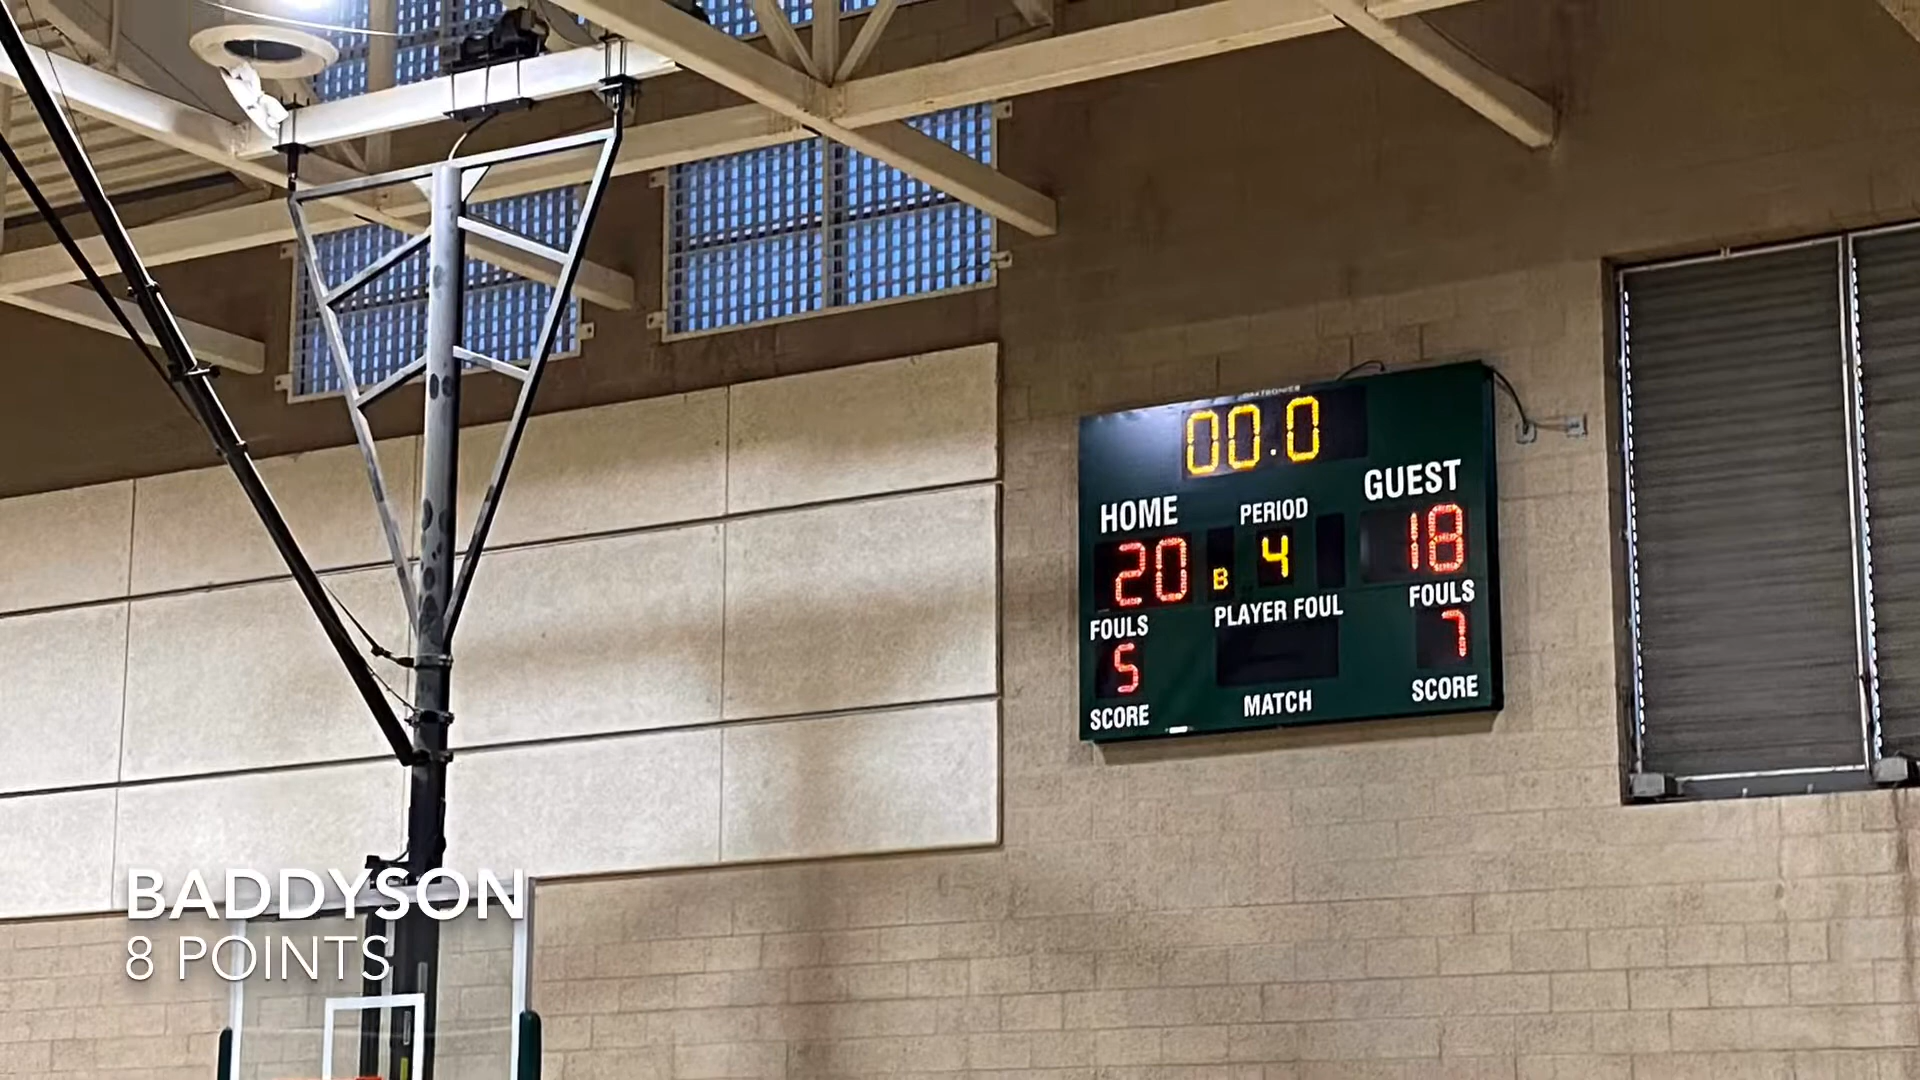 00.0
HOME
PERIOD
GUEST
20
B
4
18
FOULS
PLAYER FOUL
FOULS
5
7
SCORE
MATCH
SCORE
BADDYSON
8 POINTS